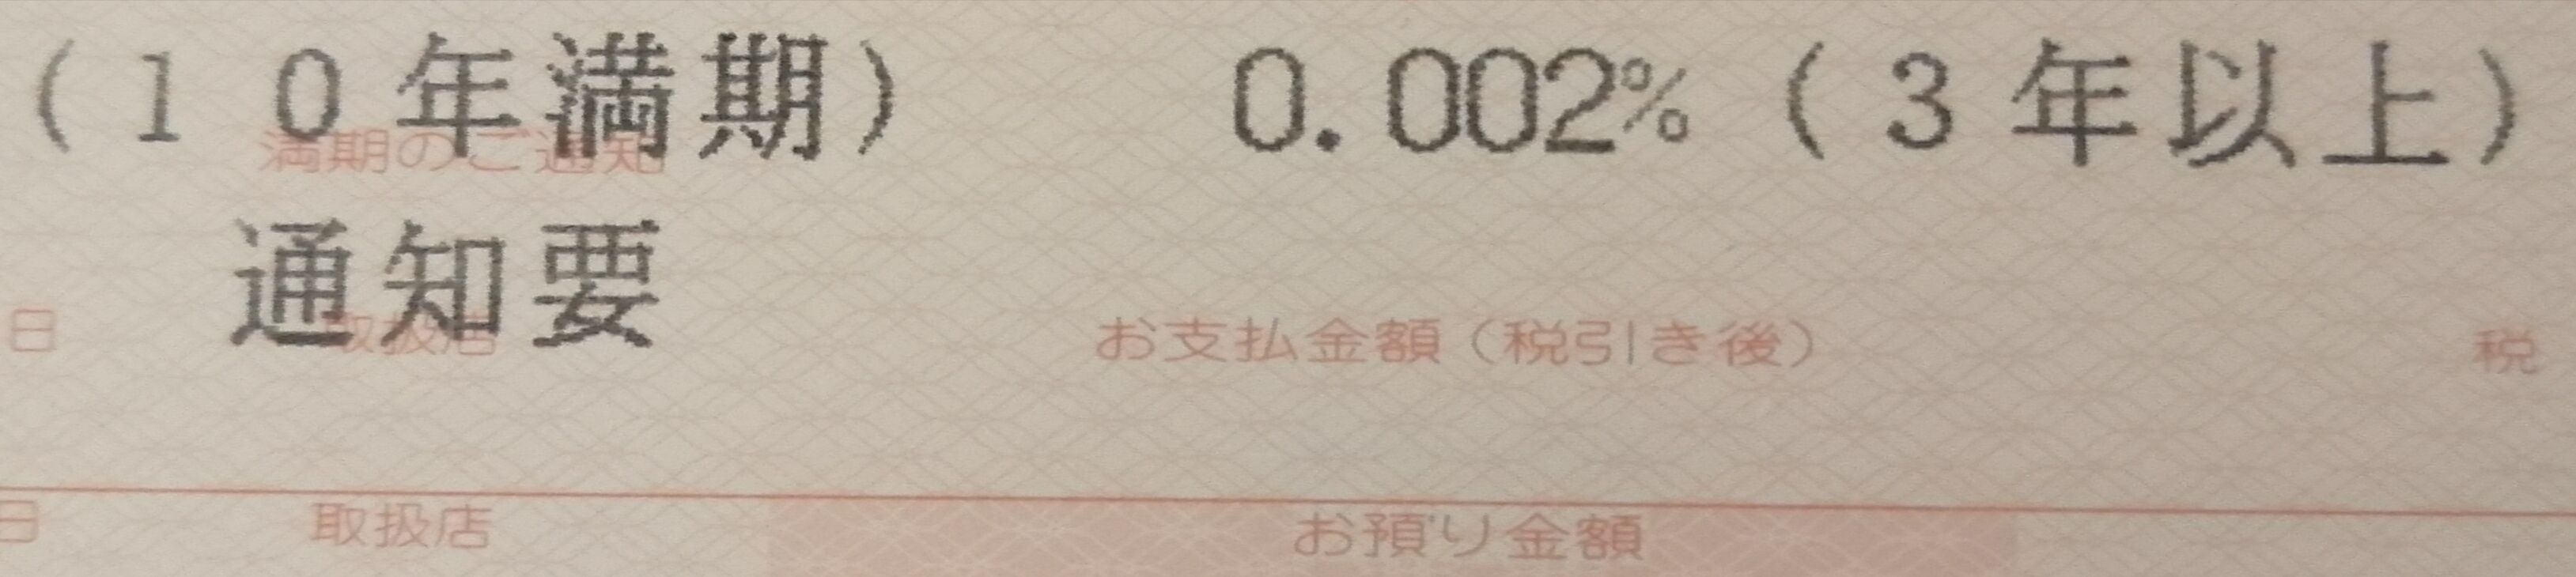 （１０年満期） 0.002%（３年以上）
満期のご通知
通知要
日 取扱店 お支払金額（税引き後） 税
日 取扱店 お預り金額